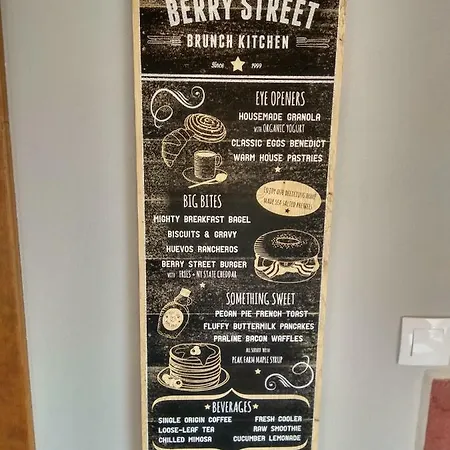 BERRY STREET
BRUNCH KITCHEN
Since 1999
EYE OPENERS
HOUSEMADE GRANOLA
WITH ORGANIC YOGURT
CLASSIC EGGS BENEDICT
WARM HOUSE PASTRIES
BIG BITES
MIGHTY BREAKFAST BAGEL
BISCUITS & GRAVY
HUEVOS RANCHEROS
BERRY STREET BURGER
WITH FRIES + NY STATE CHEDDAR
SOMETHING SWEET
PECAN PIE FRENCH TOAST
FLUFFY BUTTERMILK PANCAKES
PRALINE BACON WAFFLES
ALL SERVED WITH
PEAK FARM MAPLE SYRUP
BEVERAGES
SINGLE ORIGIN COFFEE FRESH COOLER
LOOSE-LEAF TEA RAW SMOOTHIE
CHILLED MIMOSA CUCUMBER LEMONADE